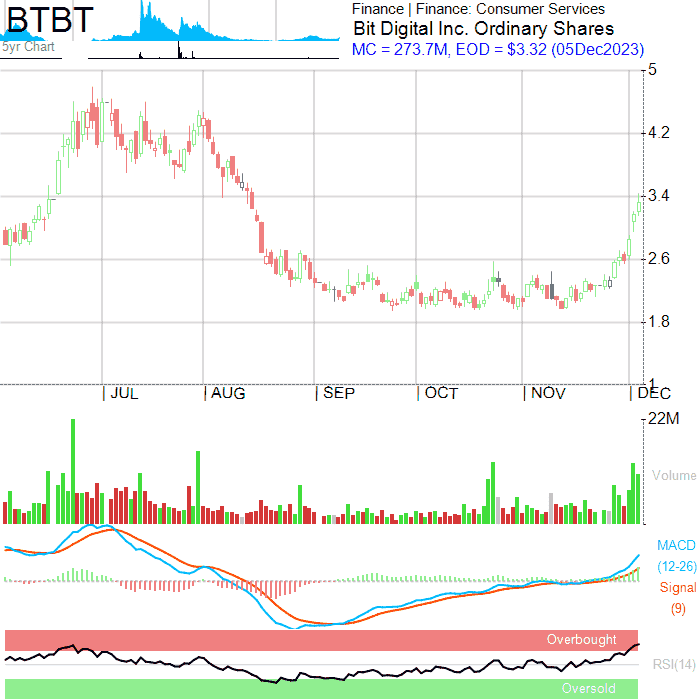 BTBT
5yr Chart
Finance | Finance: Consumer Services
Bit Digital Inc. Ordinary Shares
MC = 273.7M, EOD = $3.32 (05Dec2023)
5
4.2
3.4
2.6
1.8
1
JUL AUG SEP OCT NOV DEC
22M
Volume
MACD
(12-26)
Signal
(9)
Overbought
RSI(14)
Oversold